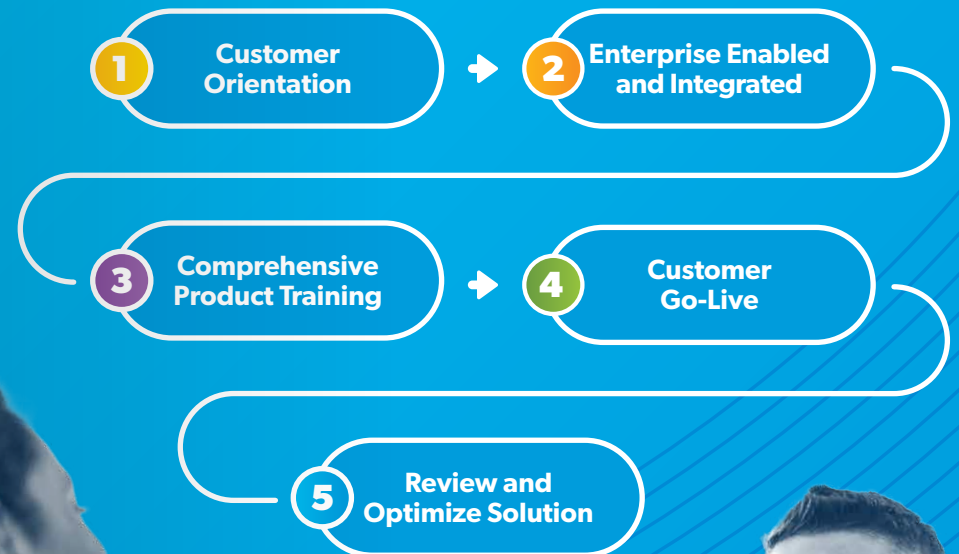 1
Customer
Orientation
2
Enterprise Enabled
and Integrated
3
Comprehensive
Product Training
4
Customer
Go-Live
5
Review and
Optimize Solution